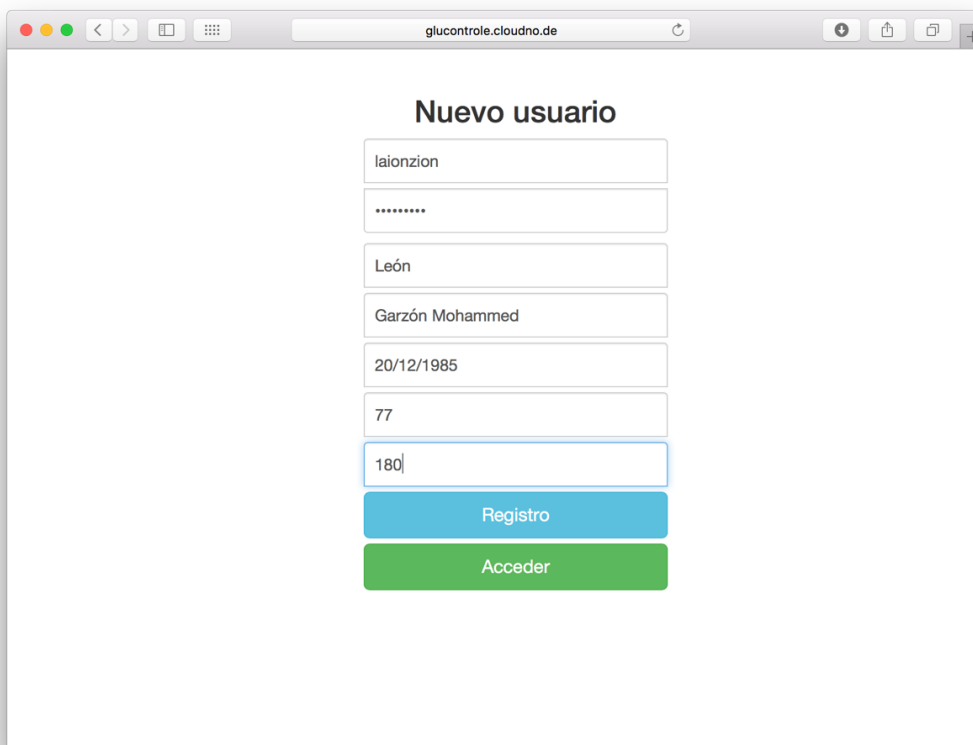 glucontrole.cloudno.de
Nuevo usuario
laionzion
•••••••••
León
Garzón Mohammed
20/12/1985
77
180
Registro
Acceder